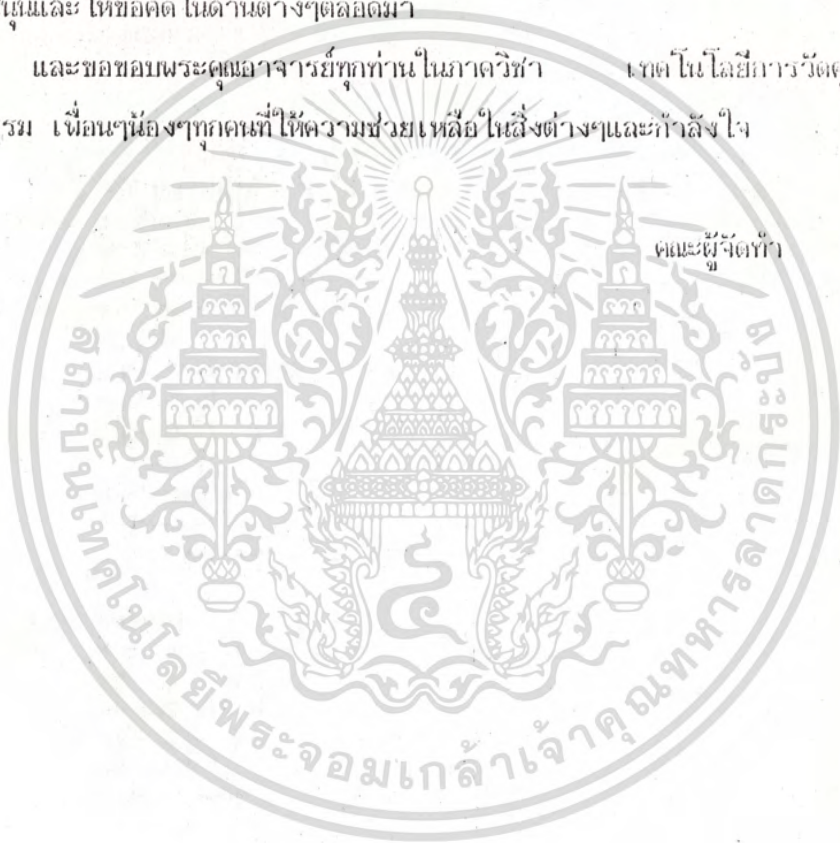 นุนและ ให้ข้อคิด ในด้านต่างๆตลอดมา
และขอขอบพระคุณอาจารย์ทุกท่านในภาควิชา เทคโนโลยีการวัด
รม เพื่อนๆน้องๆทุกคนที่ให้ความช่วยเหลือในสิ่งต่างๆและกำลังใจ
คณะผู้จัดทำ
สถาบันเทคโนโลยีพระจอมเกล้าเจ้าคุณทหารลาดกระบัง